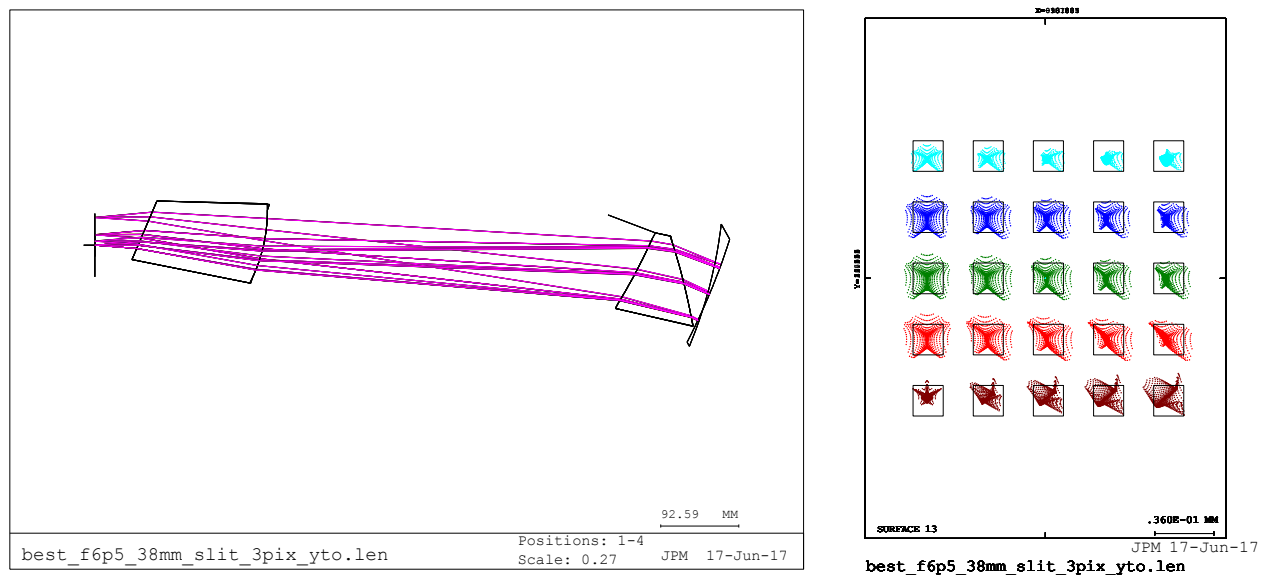 92.59 MM
best_f6p5_38mm_slit_3pix_yto.len
Positions: 1-4
Scale: 0.27
JPM 17-Jun-17
SURFACE 13
.360E-01 MM
JPM 17-Jun-17
best_f6p5_38mm_slit_3pix_yto.len